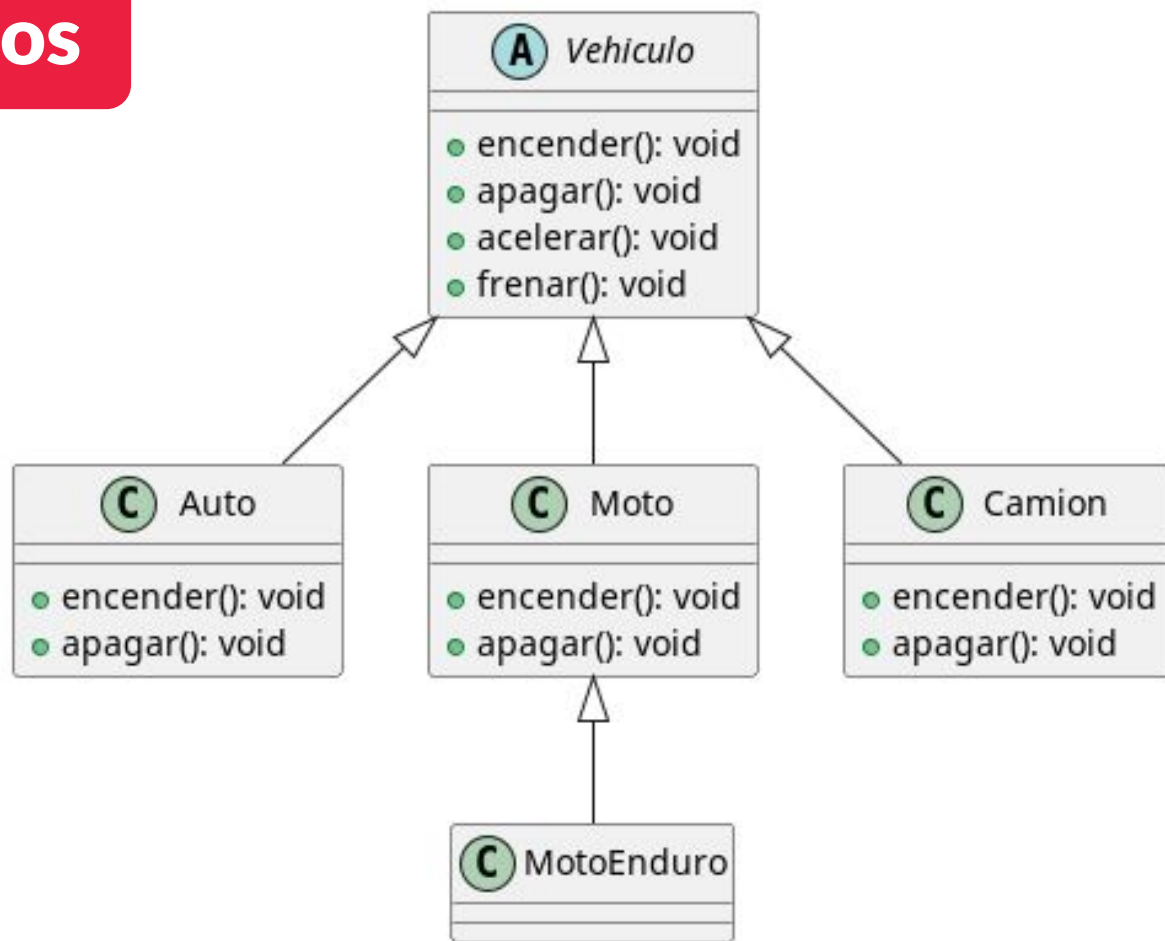 os
A Vehiculo
encender(): void
apagar(): void
acelerar(): void
frenar(): void
C Auto
encender(): void
apagar(): void
C Moto
encender(): void
apagar(): void
C Camion
encender(): void
apagar(): void
C MotoEnduro